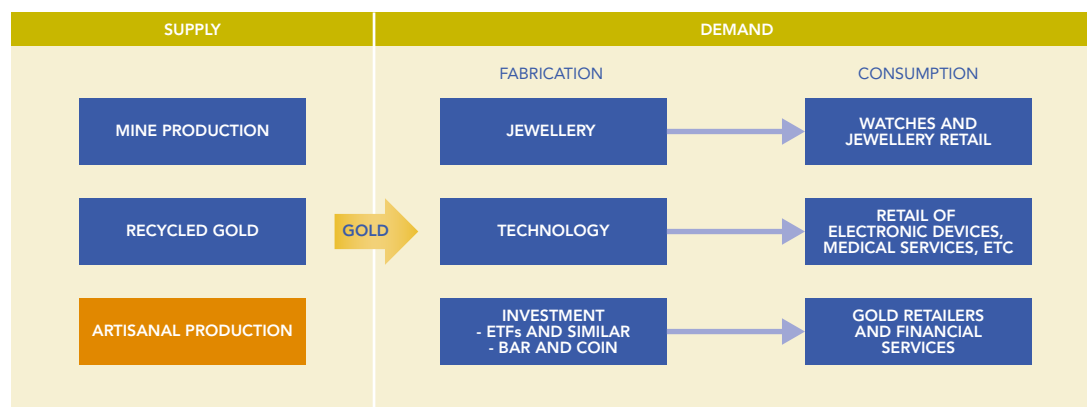 SUPPLY
DEMAND
FABRICATION
CONSUMPTION
MINE PRODUCTION
JEWELLERY
WATCHES AND
JEWELLERY RETAIL
RECYCLED GOLD
GOLD
TECHNOLOGY
RETAIL OF
ELECTRONIC DEVICES,
MEDICAL SERVICES, ETC
ARTISANAL PRODUCTION
INVESTMENT
- ETFs AND SIMILAR
- BAR AND COIN
GOLD RETAILERS
AND FINANCIAL
SERVICES